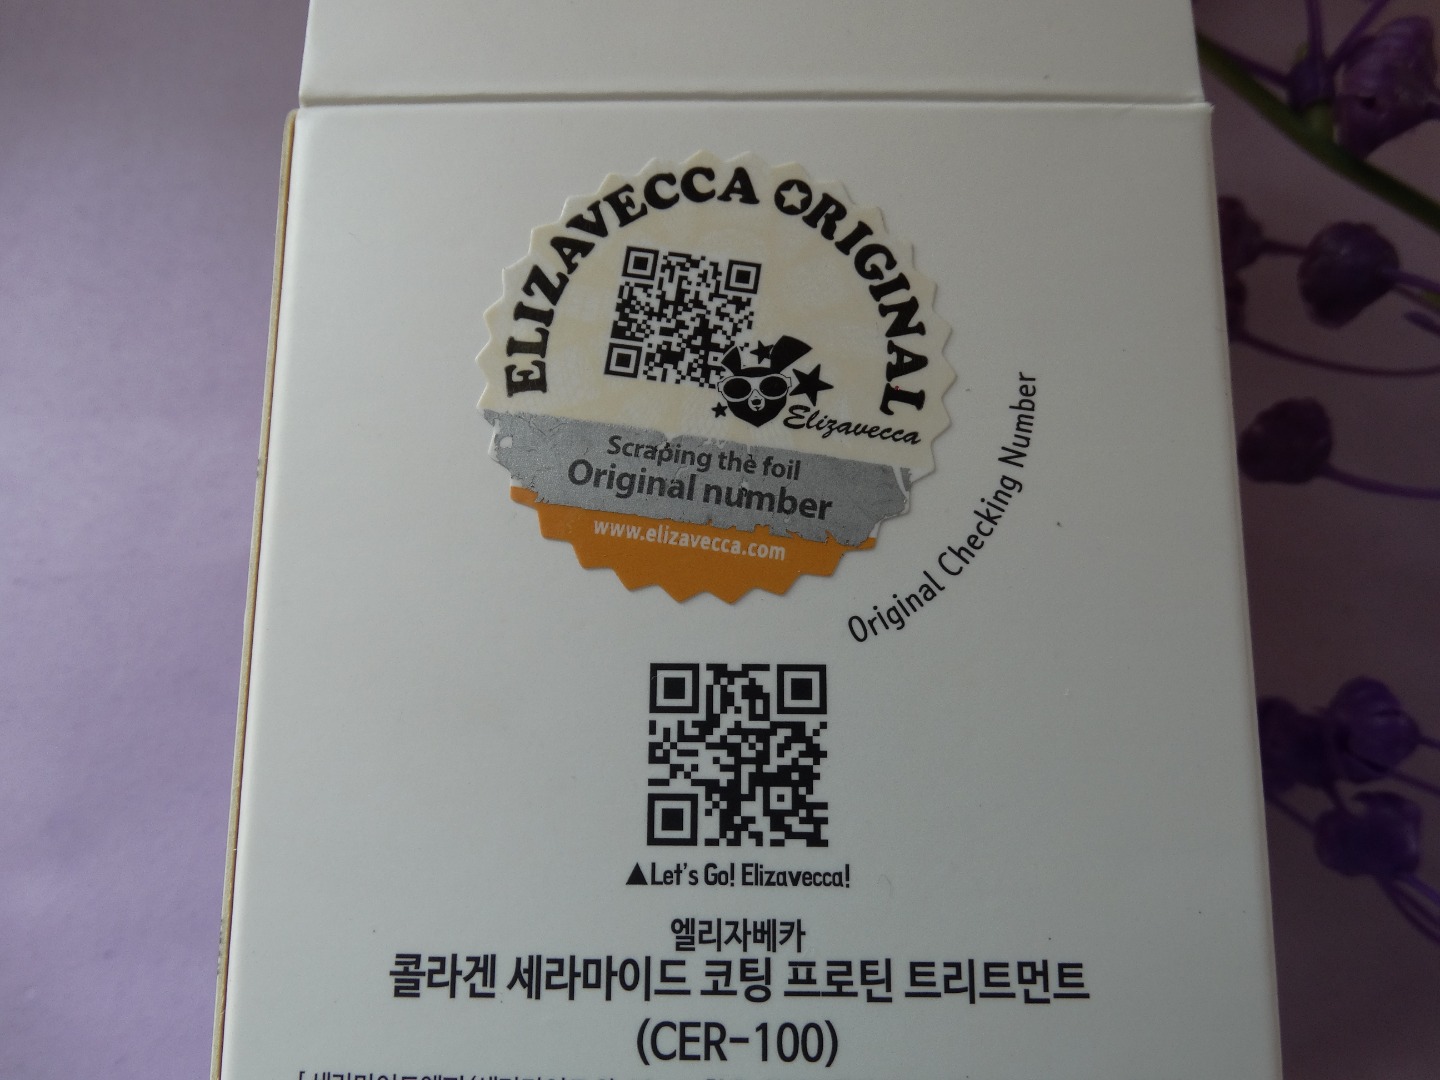 ELIZAVECCA ORIGINAL
Elizavecca
Scraping the foil
Original number
www.elizavecca.com
Original Checking Number
▲Let's Go! Elizavecca!
엘리자베카
콜라겐 세라마이드 코팅 프로틴 트리트먼트
(CER-100)